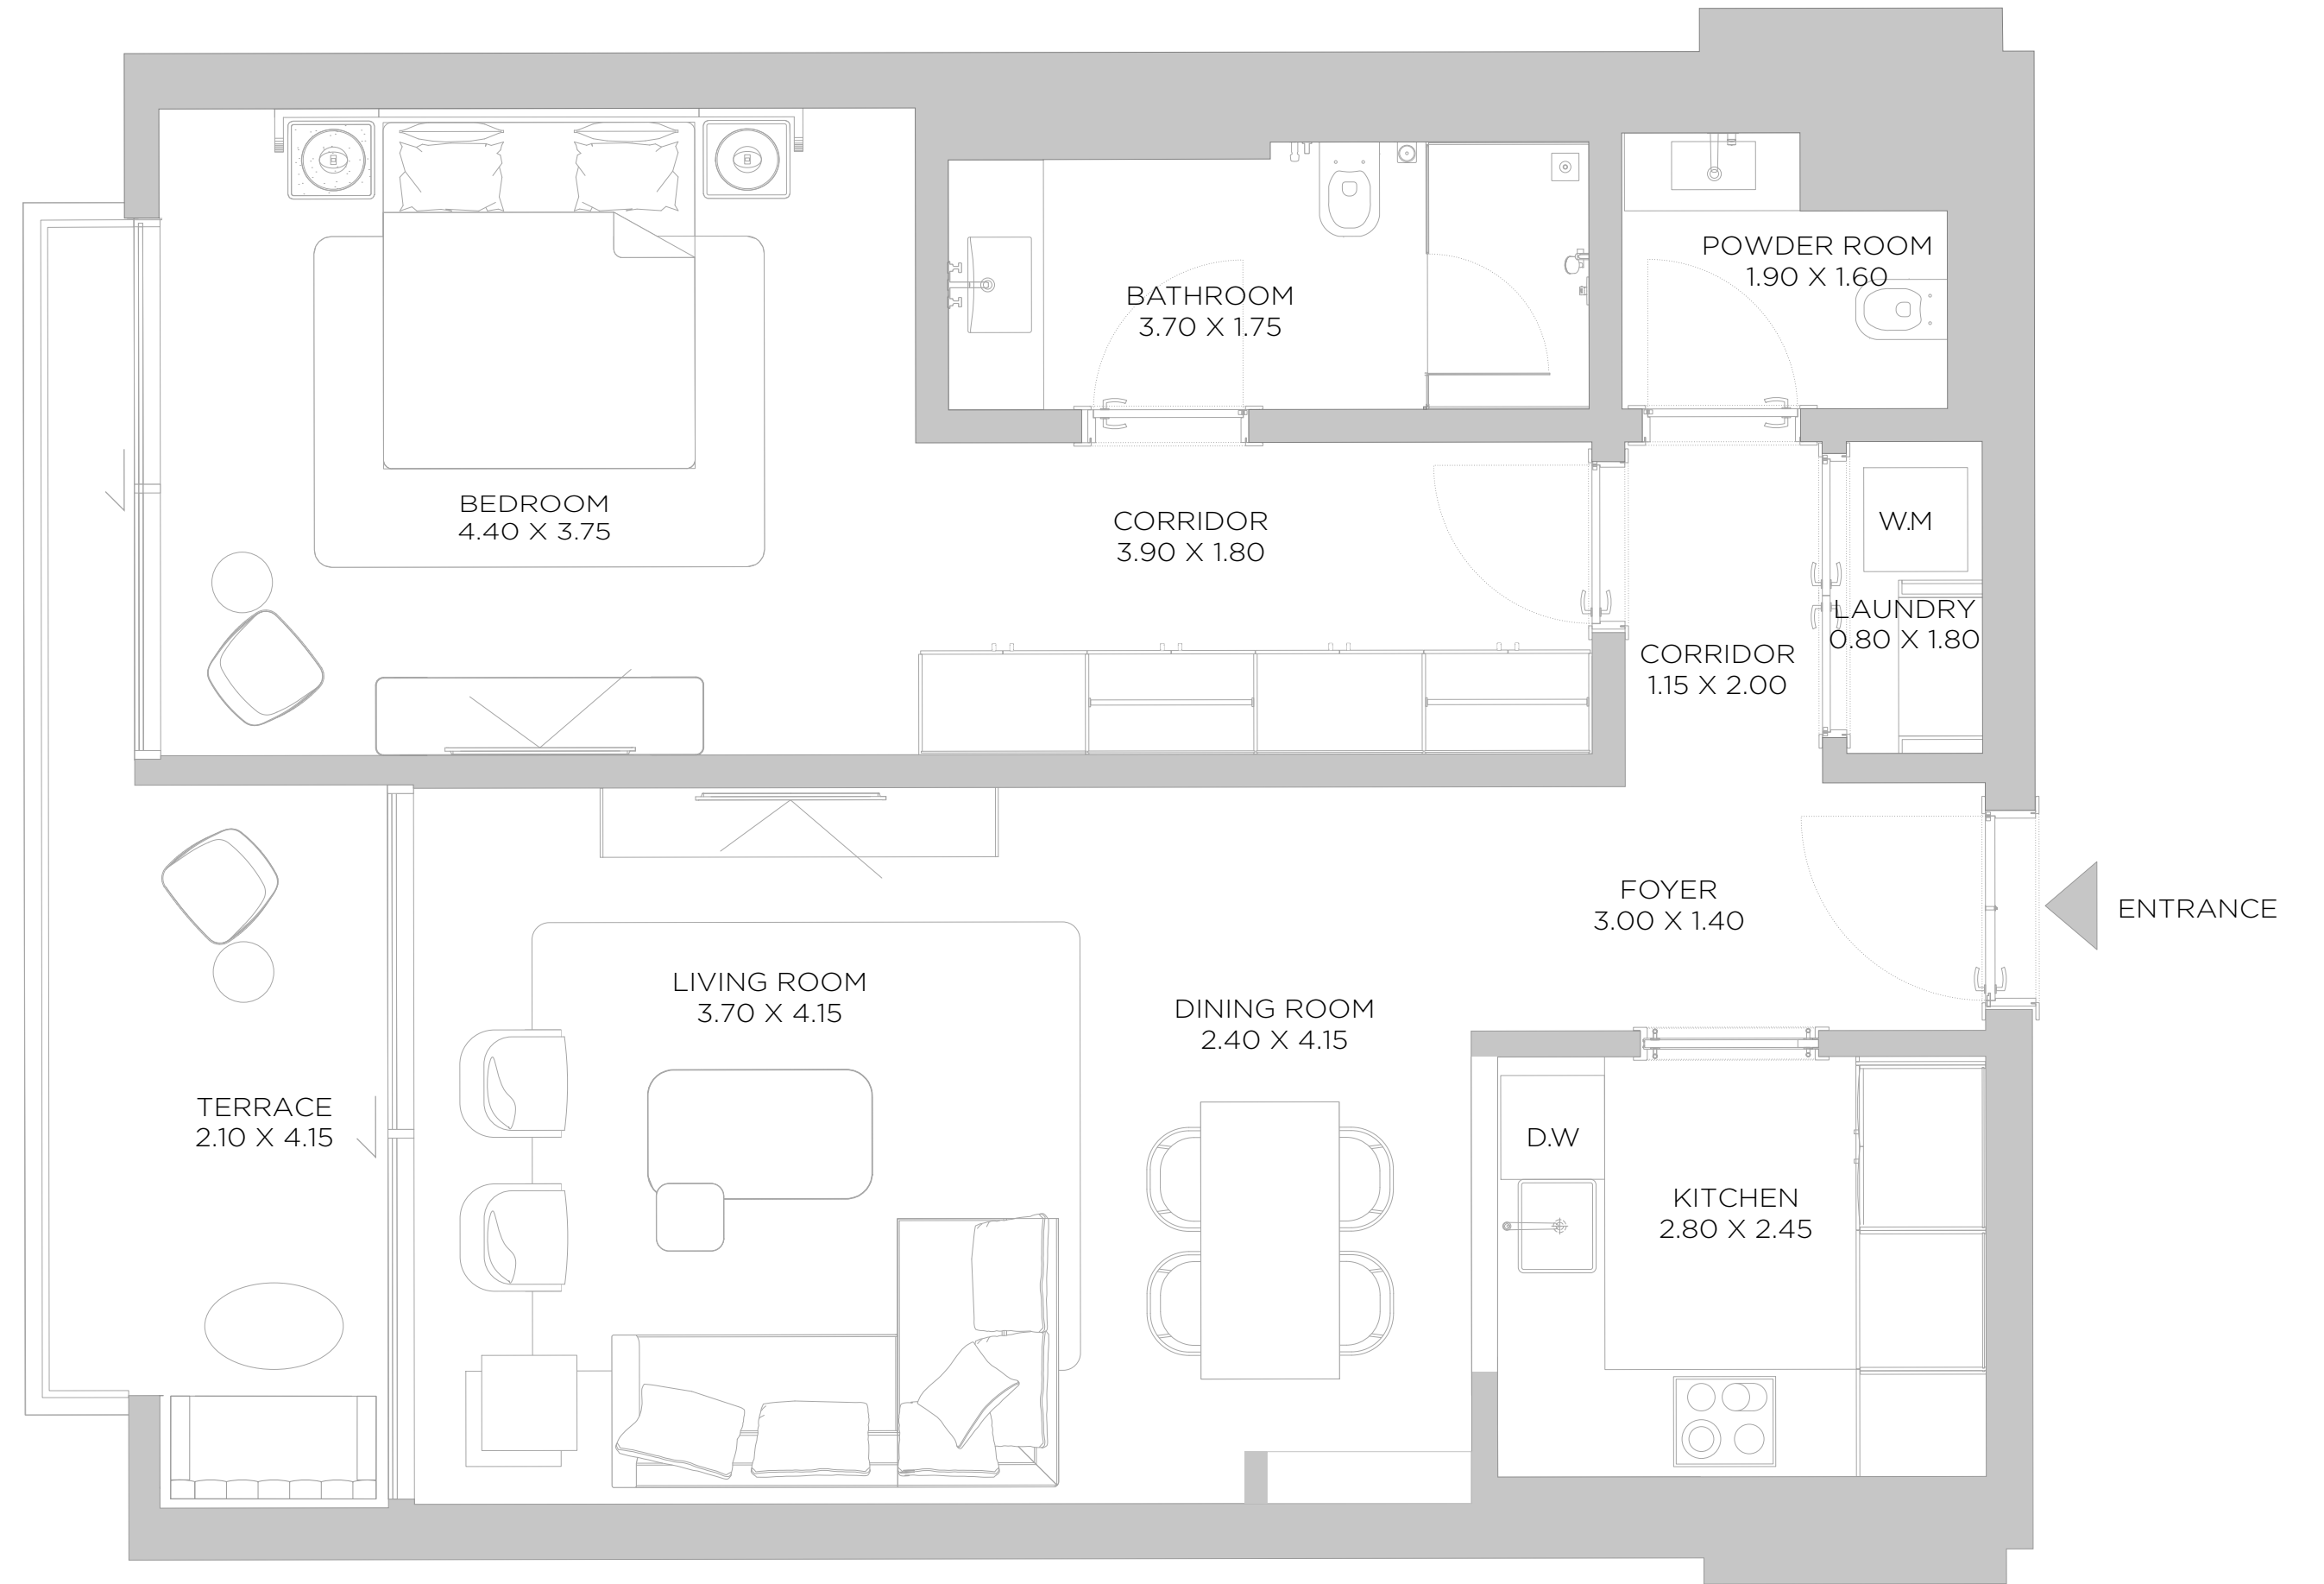 POWDER ROOM
1.90 X 1.60
BATHROOM
3.70 X 1.75
BEDROOM
4.40 X 3.75
CORRIDOR
3.90 X 1.80
W.M
LAUNDRY
0.80 X 1.80
CORRIDOR
1.15 X 2.00
FOYER
3.00 X 1.40
ENTRANCE
LIVING ROOM
3.70 X 4.15
DINING ROOM
2.40 X 4.15
TERRACE
2.10 X 4.15
D.W
KITCHEN
2.80 X 2.45